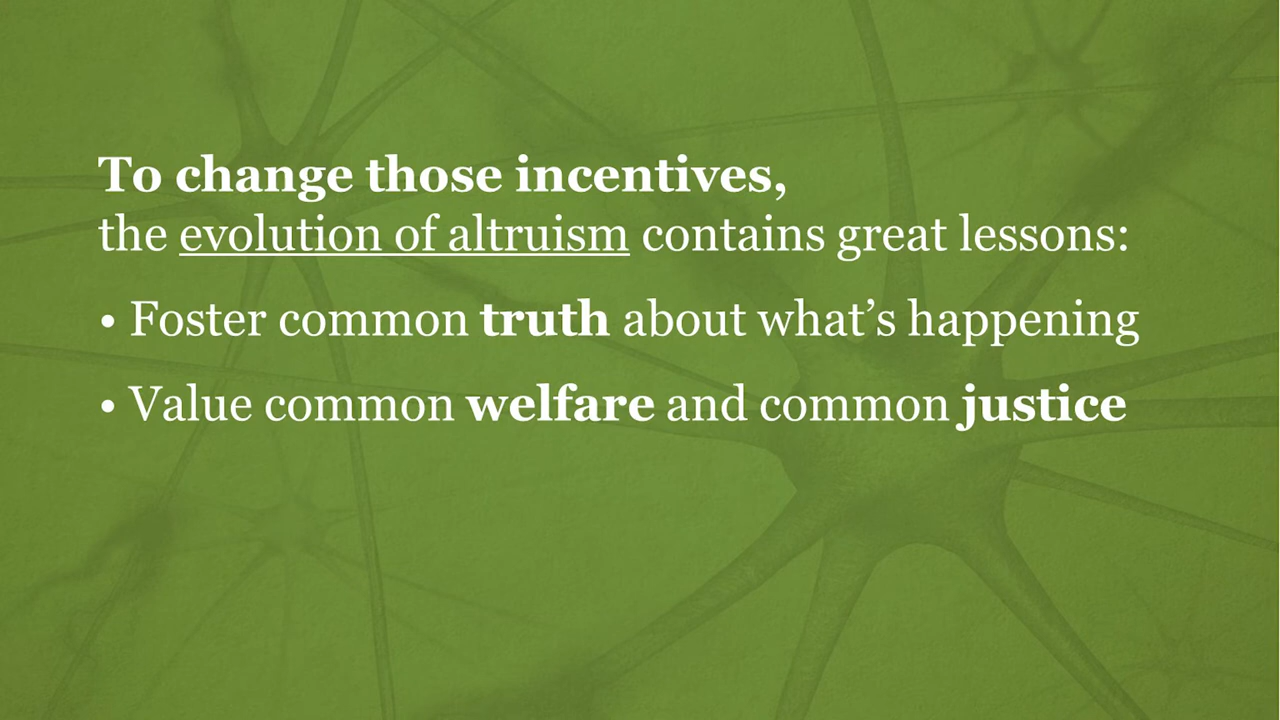 To change those incentives,
the evolution of altruism contains great lessons:
• Foster common truth about what’s happening
• Value common welfare and common justice